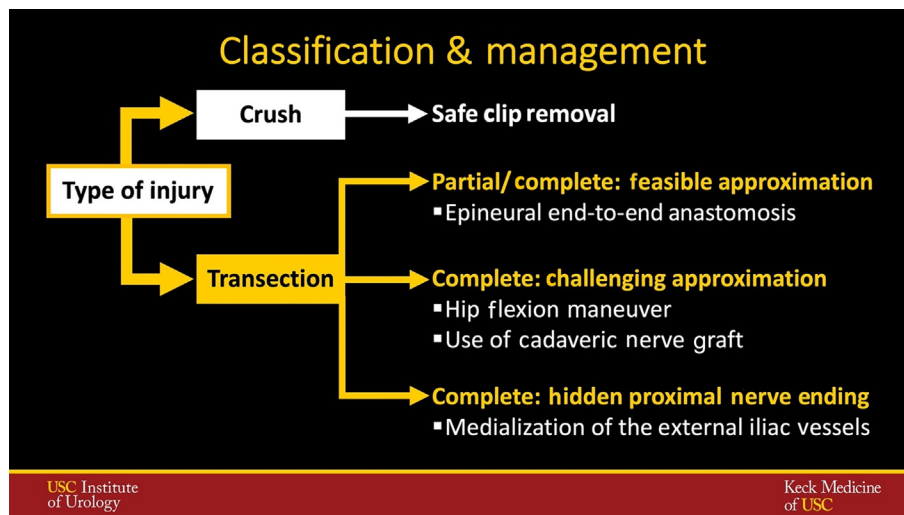 Classification & management
Crush
Safe clip removal
Type of injury
Partial/complete: feasible approximation
▪Epineural end-to-end anastomosis
Transection
Complete: challenging approximation
▪Hip flexion maneuver
▪Use of cadaveric nerve graft
Complete: hidden proximal nerve ending
▪Medialization of the external iliac vessels
USC Institute
of Urology
Keck Medicine
of USC